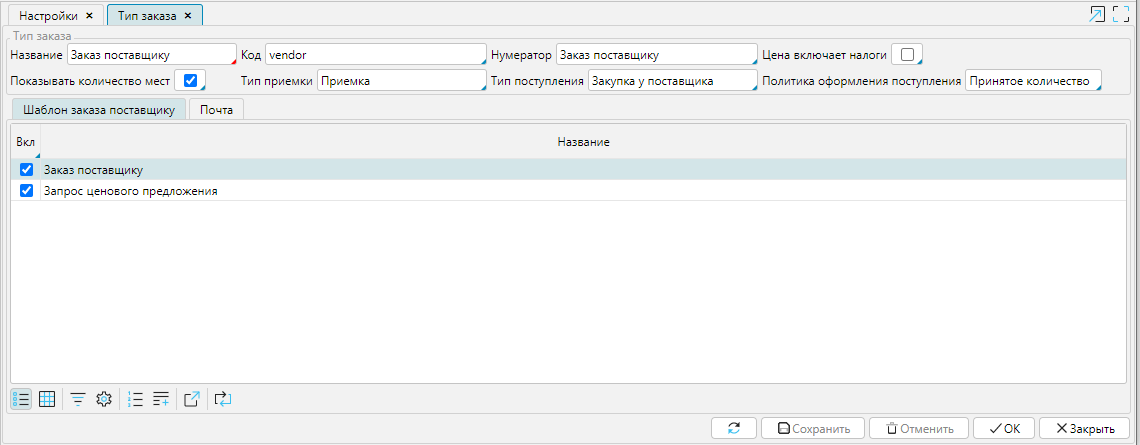 Настройки × Тип заказа ×
Тип заказа
Название Заказ поставщику Код vendor Нумератор Заказ поставщику Цена включает налоги
Показывать количество мест Тип приемки Приемка Тип поступления Закупка у поставщика Политика оформления поступления Принятое количество
Шаблон заказа поставщику Почта
Вкл Название
Заказ поставщику
Запрос ценового предложения
Сохранить Отменить OK Закрыть